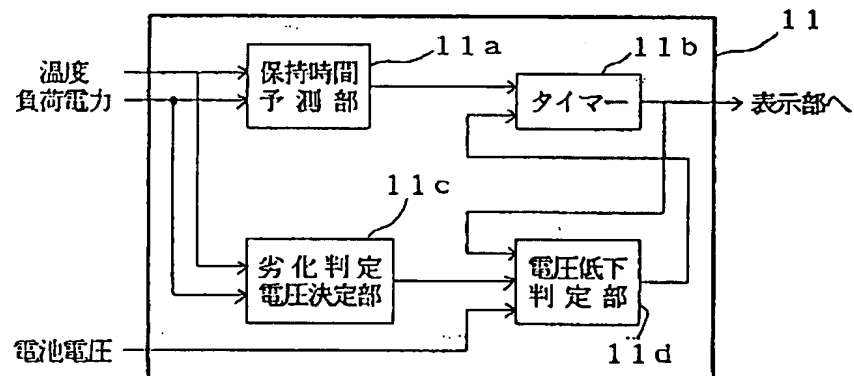 11
11a
11b
温度
負荷電力
保持時間
予測部
タイマー
表示部へ
11c
劣化判定
電圧決定部
電圧低下
判定部
電池電圧
11d